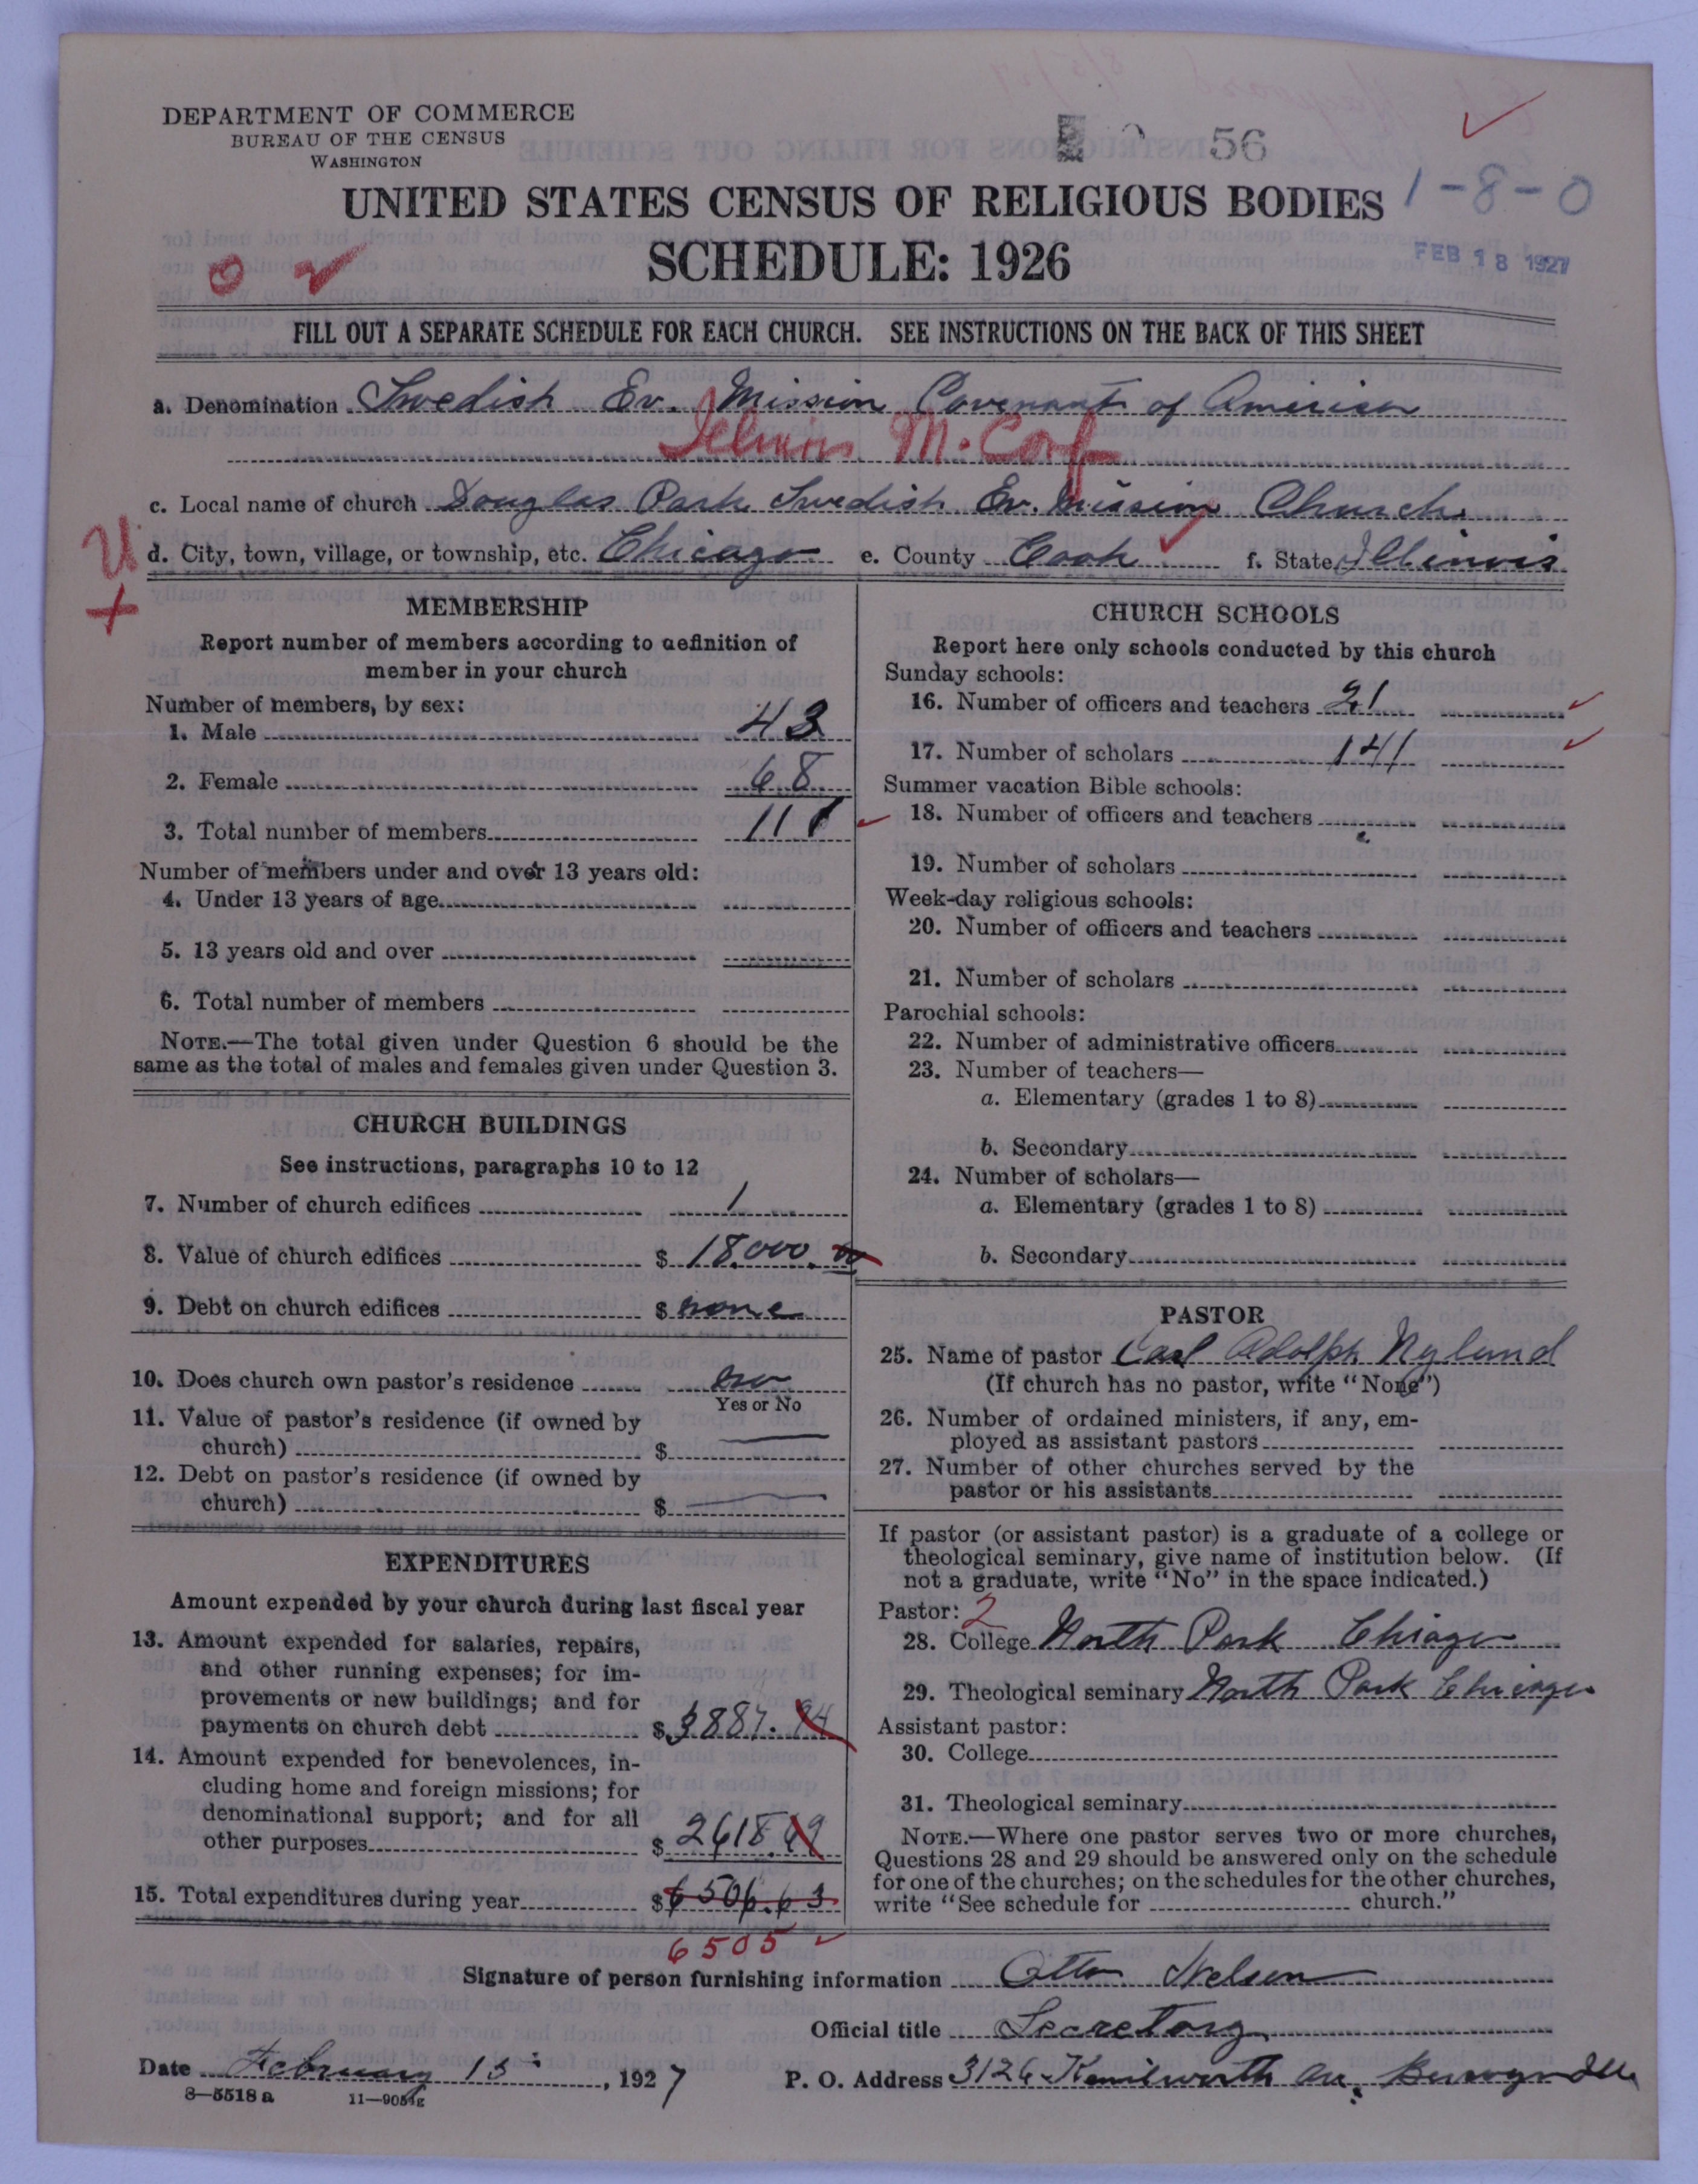 DEPARTMENT OF COMMERCE
BUREAU OF THE CENSUS
WASHINGTON
56
1-8-0
UNITED STATES CENSUS OF RELIGIOUS BODIES
SCHEDULE: 1926
FEB 18 1927
FILL OUT A SEPARATE SCHEDULE FOR EACH CHURCH. SEE INSTRUCTIONS ON THE BACK OF THIS SHEET
a. Denomination Swedish Ev. Mission Covenant of America
Illinois M. Conf
c. Local name of church Douglas Park Swedish Ev. Mission Church
d. City, town, village, or township, etc. Chicago e. County Cook f. State Illinois
MEMBERSHIP
Report number of members according to definition of
member in your church
Number of members, by sex:
1. Male 43
2. Female 68
3. Total number of members 111
Number of members under and over 13 years old:
4. Under 13 years of age
5. 13 years old and over
6. Total number of members
NOTE.—The total given under Question 6 should be the
same as the total of males and females given under Question 3.
CHURCH BUILDINGS
See instructions, paragraphs 10 to 12
7. Number of church edifices 1
8. Value of church edifices $ 18,000.00
9. Debt on church edifices $ none
10. Does church own pastor's residence no
Yes or No
11. Value of pastor's residence (if owned by
church) $
12. Debt on pastor's residence (if owned by
church) $
EXPENDITURES
Amount expended by your church during last fiscal year
13. Amount expended for salaries, repairs,
and other running expenses; for im-
provements or new buildings; and for
payments on church debt $ 3887.94
14. Amount expended for benevolences, in-
cluding home and foreign missions; for
denominational support; and for all
other purposes $ 2618.69
15. Total expenditures during year $ 6506.63
6505
CHURCH SCHOOLS
Report here only schools conducted by this church
Sunday schools:
16. Number of officers and teachers 21
17. Number of scholars 141
Summer vacation Bible schools:
18. Number of officers and teachers
19. Number of scholars
Week-day religious schools:
20. Number of officers and teachers
21. Number of scholars
Parochial schools:
22. Number of administrative officers
23. Number of teachers—
a. Elementary (grades 1 to 8)
b. Secondary
24. Number of scholars—
a. Elementary (grades 1 to 8)
b. Secondary
PASTOR
25. Name of pastor Carl Adolph Nylund
(If church has no pastor, write "None")
26. Number of ordained ministers, if any, em-
ployed as assistant pastors
27. Number of other churches served by the
pastor or his assistants
If pastor (or assistant pastor) is a graduate of a college or
theological seminary, give name of institution below. (If
not a graduate, write "No" in the space indicated.)
Pastor: 2
28. College North Park Chicago
29. Theological seminary North Park Chicago
Assistant pastor:
30. College
31. Theological seminary
NOTE.—Where one pastor serves two or more churches,
Questions 28 and 29 should be answered only on the schedule
for one of the churches; on the schedules for the other churches,
write "See schedule for church."
Signature of person furnishing information Otto Nelson
Official title Secretary
Date February 15, 1927 P. O. Address 3126 Kenilworth Av. Berwyn Ill.
8—5518 a 11—9051g